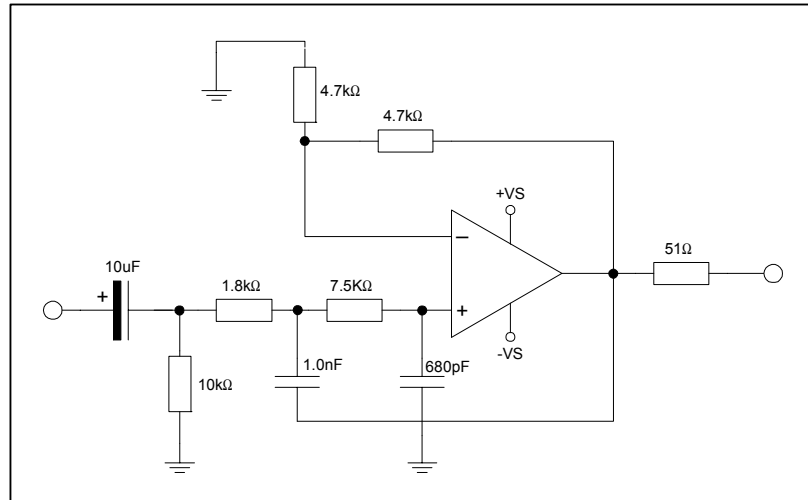 4.7kΩ
4.7kΩ
+VS
−
51Ω
10uF
+
1.8kΩ
7.5KΩ
+
-VS
1.0nF
680pF
10kΩ